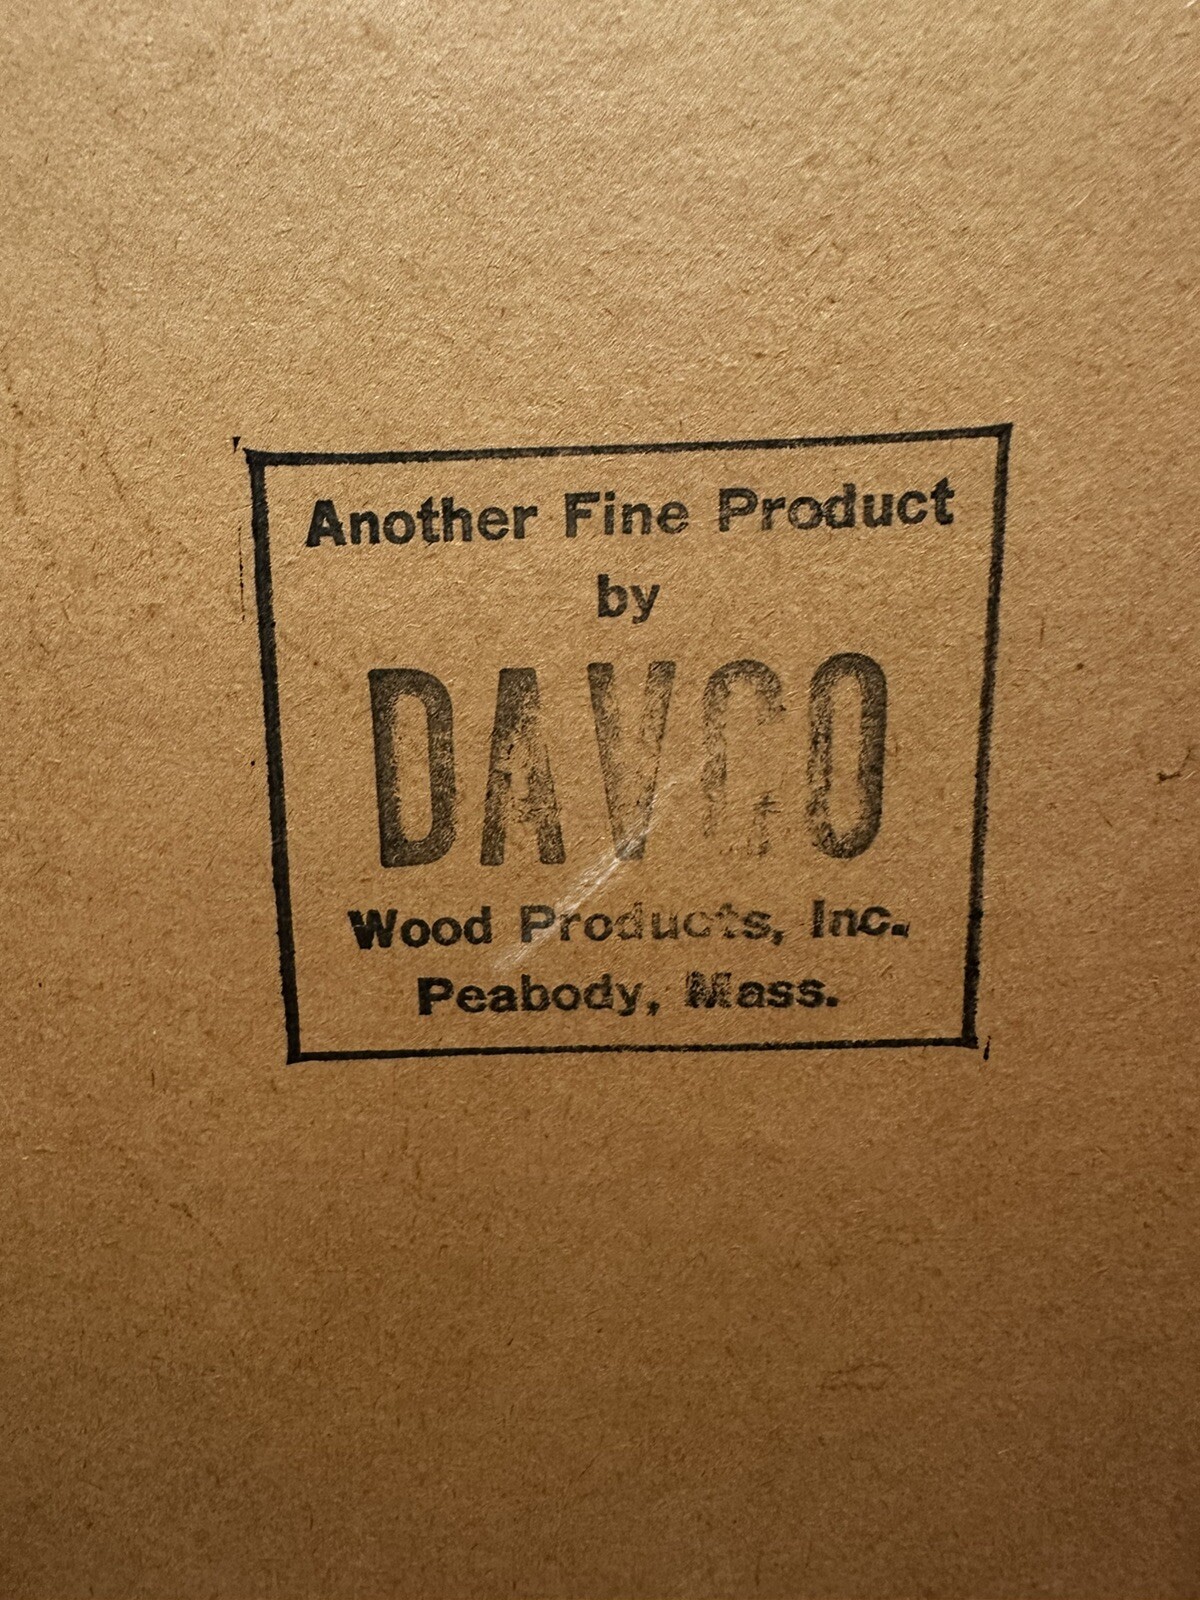 Another Fine Product
by
DAVCO
Wood Products, Inc.
Peabody, Mass.